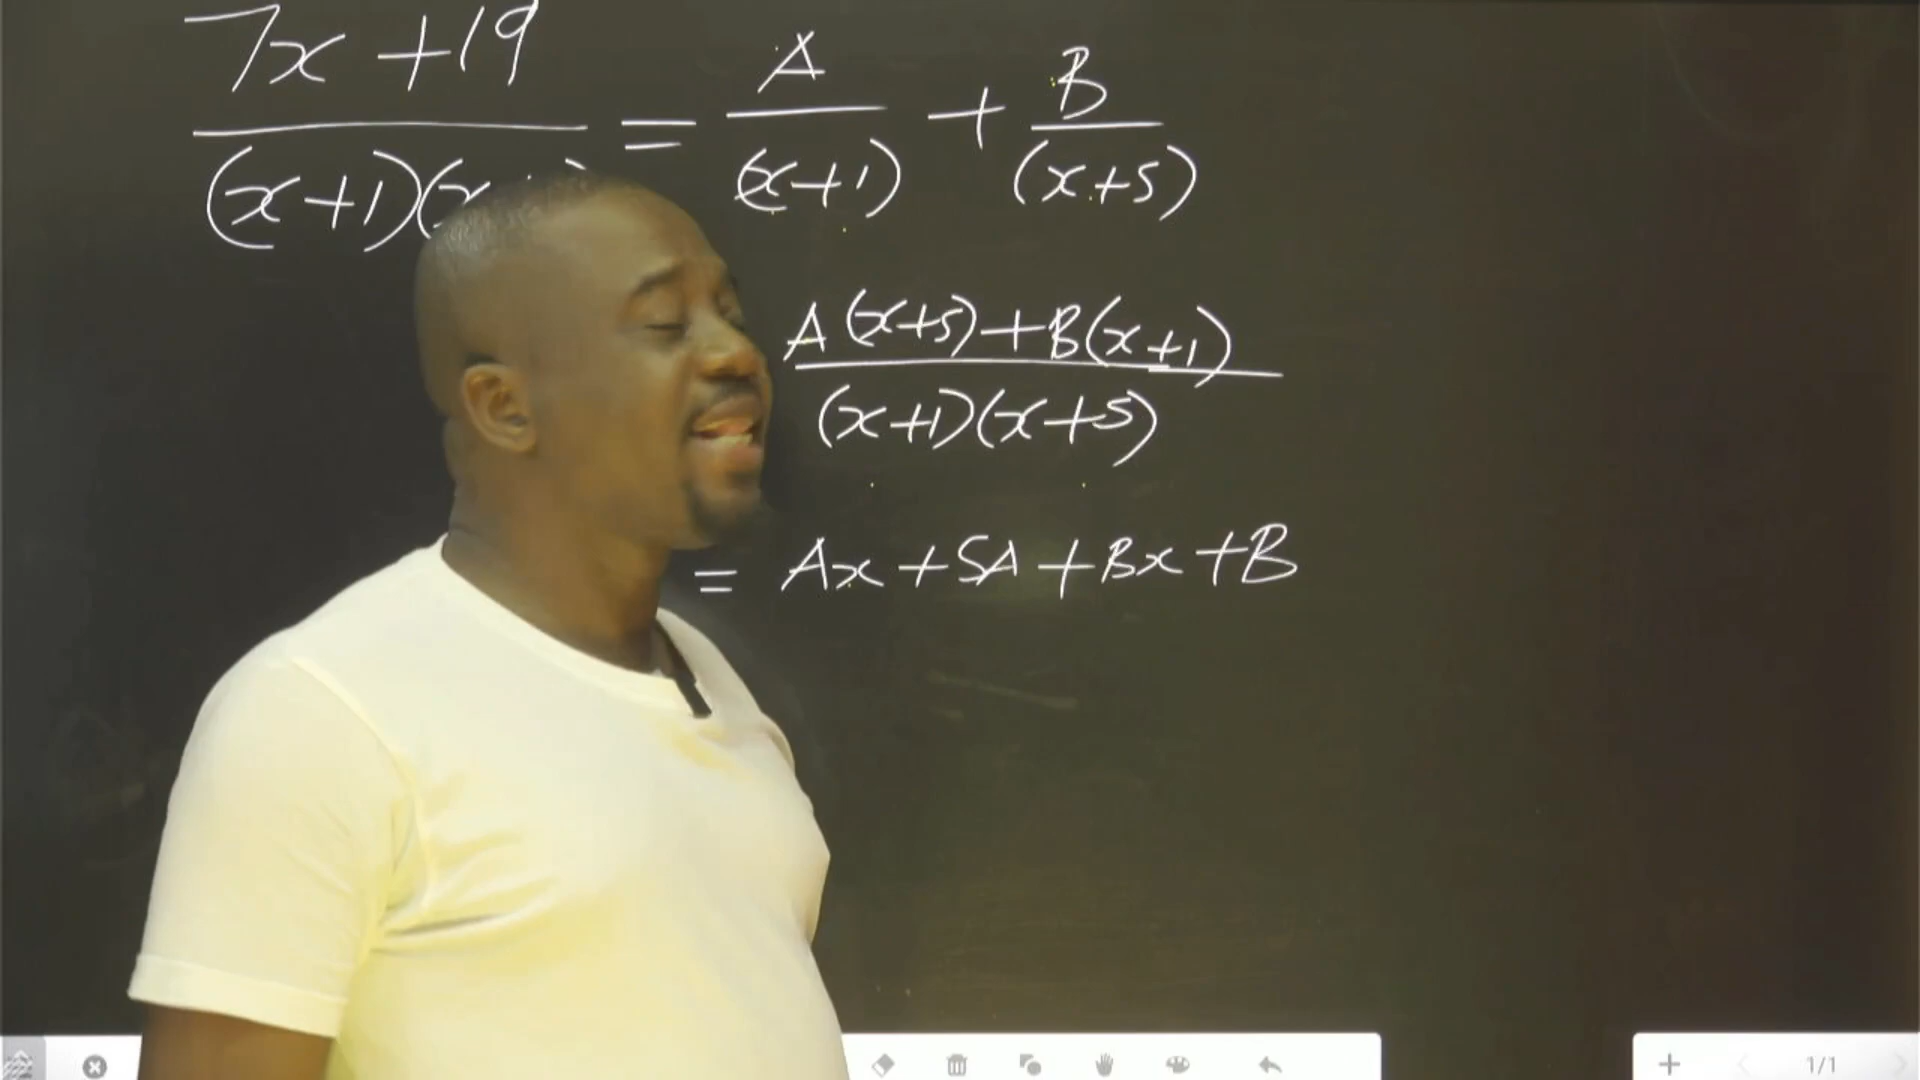 7x + 19 = A + B
(x+1)(x (x+1) (x+5)
A(x+5) + B(x+1)
(x+1)(x+5)
= Ax + 5A + Bx + B
1/1